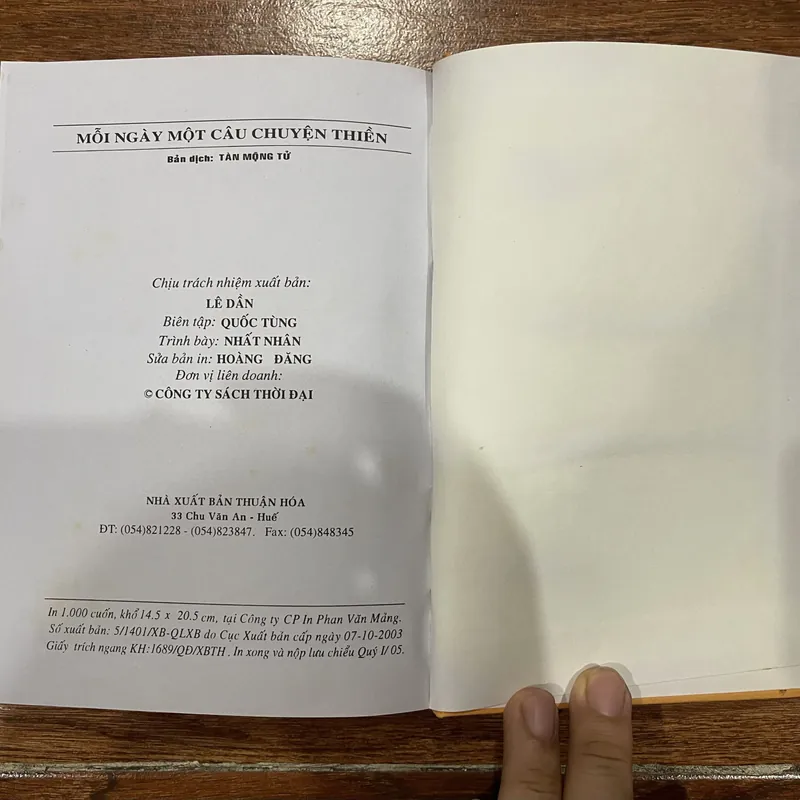 MỖI NGÀY MỘT CÂU CHUYỆN THIỀN
Bản dịch: TÀN MỘNG TỬ
Chịu trách nhiệm xuất bản:
LÊ DẦN
Biên tập: QUỐC TÙNG
Trình bày: NHẤT NHÂN
Sửa bản in: HOÀNG ĐĂNG
Đơn vị liên doanh:
© CÔNG TY SÁCH THỜI ĐẠI
NHÀ XUẤT BẢN THUẬN HÓA
33 Chu Văn An - Huế
ĐT: (054)821228 - (054)823847. Fax: (054)848345
In 1.000 cuốn, khổ 14.5 x 20.5 cm, tại Công ty CP In Phan Văn Mảng.
Số xuất bản: 5/1401/XB-QLXB do Cục Xuất bản cấp ngày 07-10-2003
Giấy trích ngang KH:1689/QĐ/XBTH . In xong và nộp lưu chiểu Quý I/ 05.